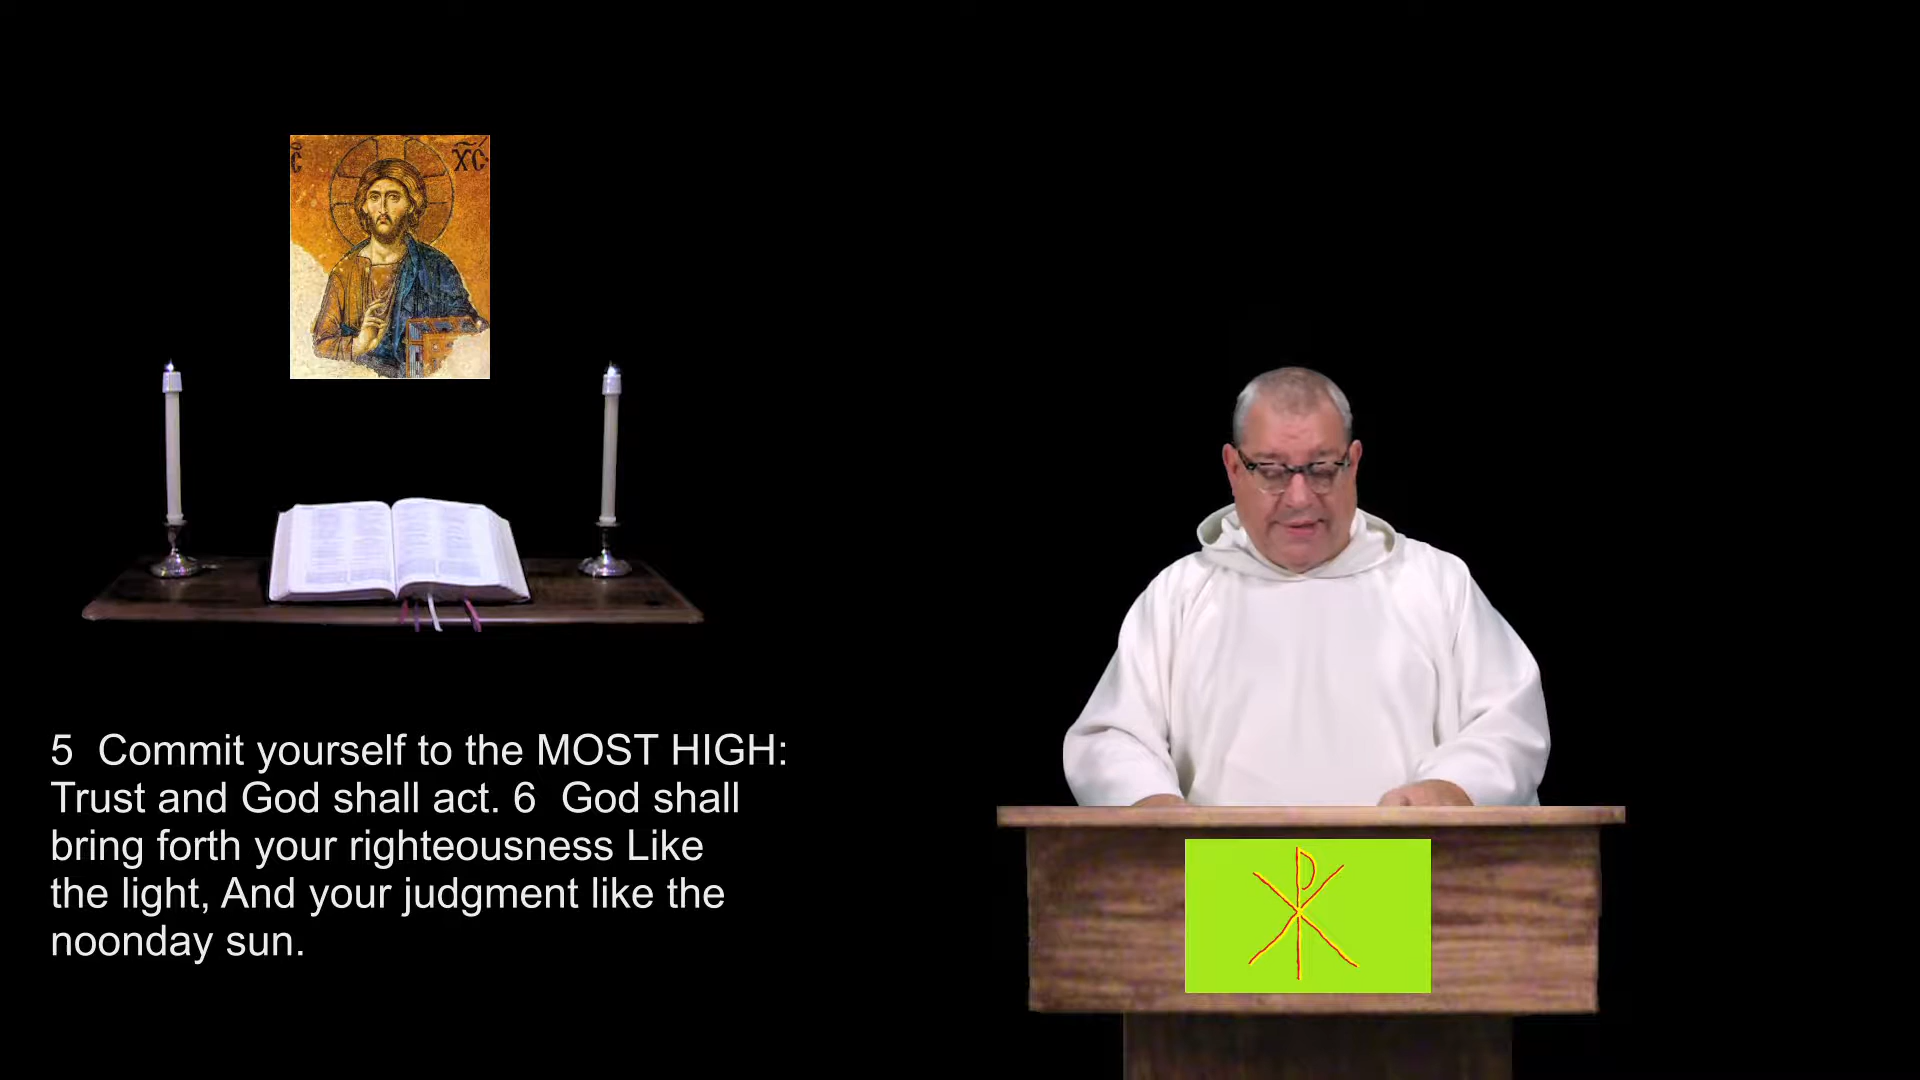 C XC
5  Commit yourself to the MOST HIGH:
Trust and God shall act. 6  God shall
bring forth your righteousness Like
the light, And your judgment like the
noonday sun.